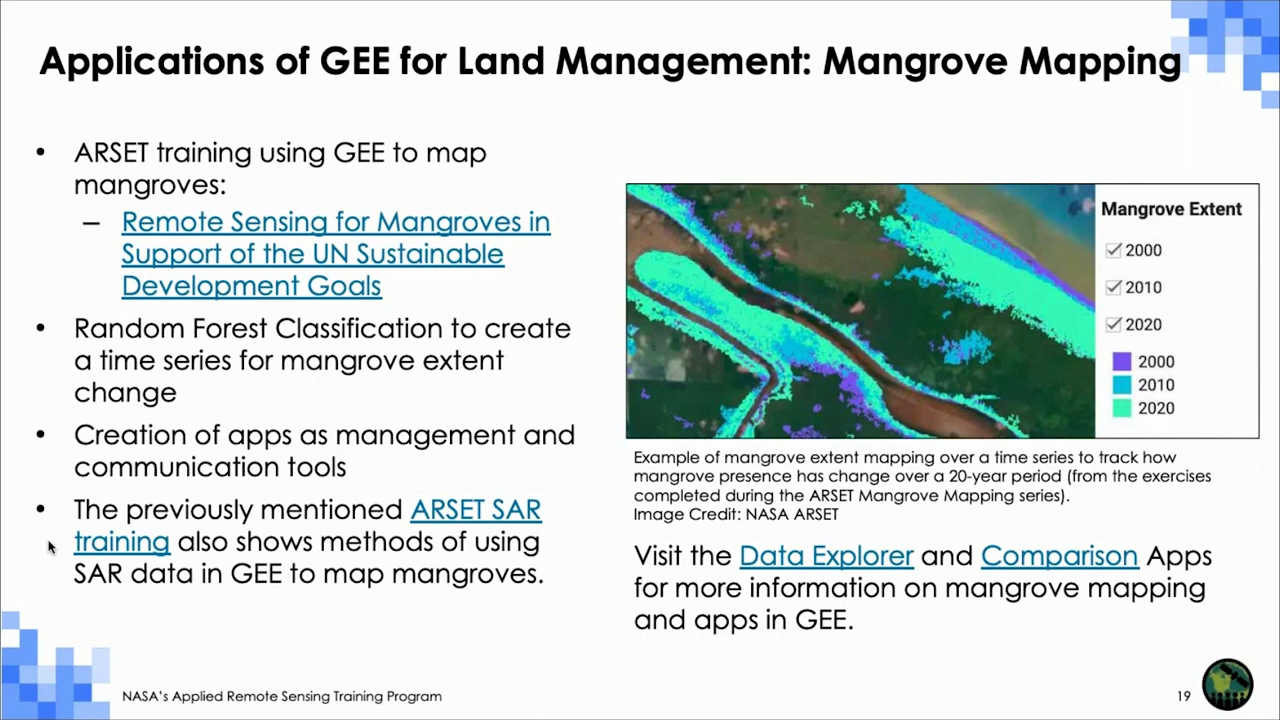 Applications of GEE for Land Management: Mangrove Mapping
• ARSET training using GEE to map
mangroves:
– Remote Sensing for Mangroves in
Support of the UN Sustainable
Development Goals
• Random Forest Classification to create
a time series for mangrove extent
change
• Creation of apps as management and
communication tools
• The previously mentioned ARSET SAR
training also shows methods of using
SAR data in GEE to map mangroves.
Mangrove Extent
2000
2010
2020
2000
2010
2020
Example of mangrove extent mapping over a time series to track how
mangrove presence has change over a 20-year period (from the exercises
completed during the ARSET Mangrove Mapping series).
Image Credit: NASA ARSET
Visit the Data Explorer and Comparison Apps
for more information on mangrove mapping
and apps in GEE.
NASA's Applied Remote Sensing Training Program
19